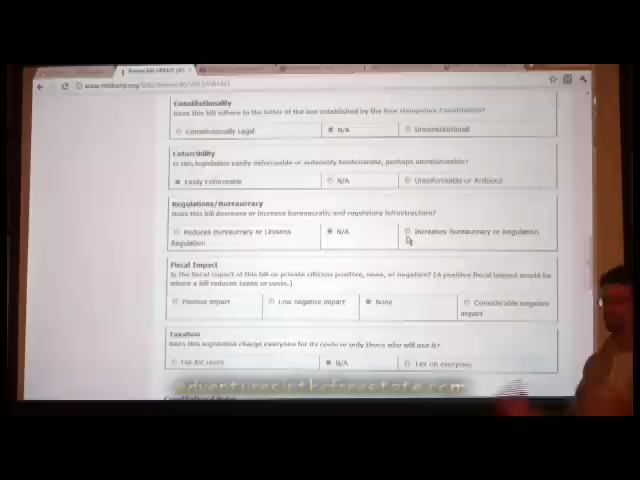 Constitutionality
Does this bill adhere to the letter of the law established by the New Hampshire Constitution?
Constitutionally Legal
N/A
Unconstitutional
Enforcibility
Is this legislation easily enforceable or arduously burdensome, perhaps unenforceable?
Easily Enforceable
N/A
Unenforceable or Arduous
Regulations/Bureaucracy
Does this bill decrease or increase bureaucratic and regulatory infrastructure?
Reduces Bureaucracy or Lessens
Regulation
N/A
Increases Bureaucracy or Regulation
Fiscal Impact
Is the fiscal impact of this bill on private citizens positive, none, or negative? (A positive fiscal impact would be
where a bill reduces taxes or costs.)
Positive Impact
Low negative impact
None
Considerable negative
impact
Taxation
Does this legislation charge everyone for its costs or only those who will use it?
Tax for users
N/A
Tax on everyone
adventuresinthefreestate.com